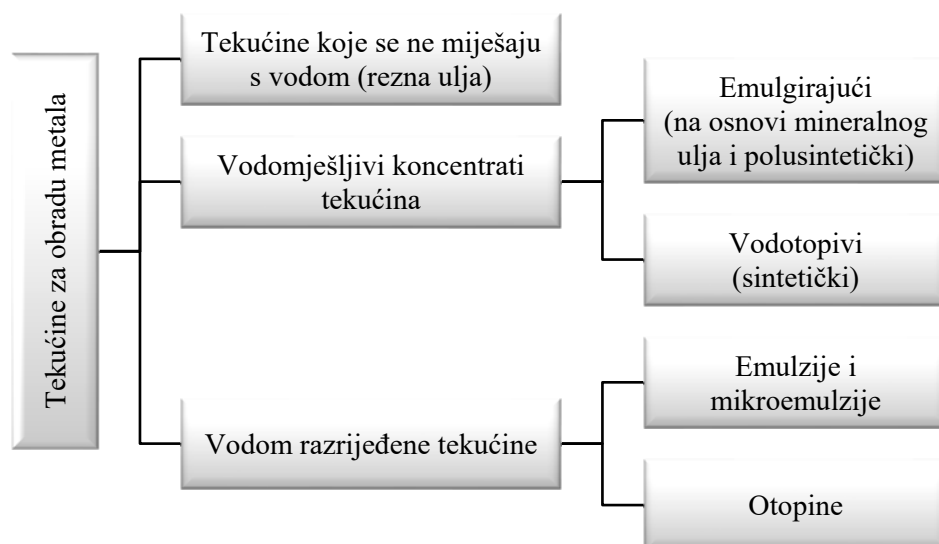 Tekućine za obradu metala
Tekućine koje se ne miješaju
s vodom (rezna ulja)
Vodomješljivi koncentrati
tekućina
Emulgirajući
(na osnovi mineralnog
ulja i polusintetički)
Vodotopivi
(sintetički)
Vodom razrijeđene tekućine
Emulzije i
mikroemulzije
Otopine